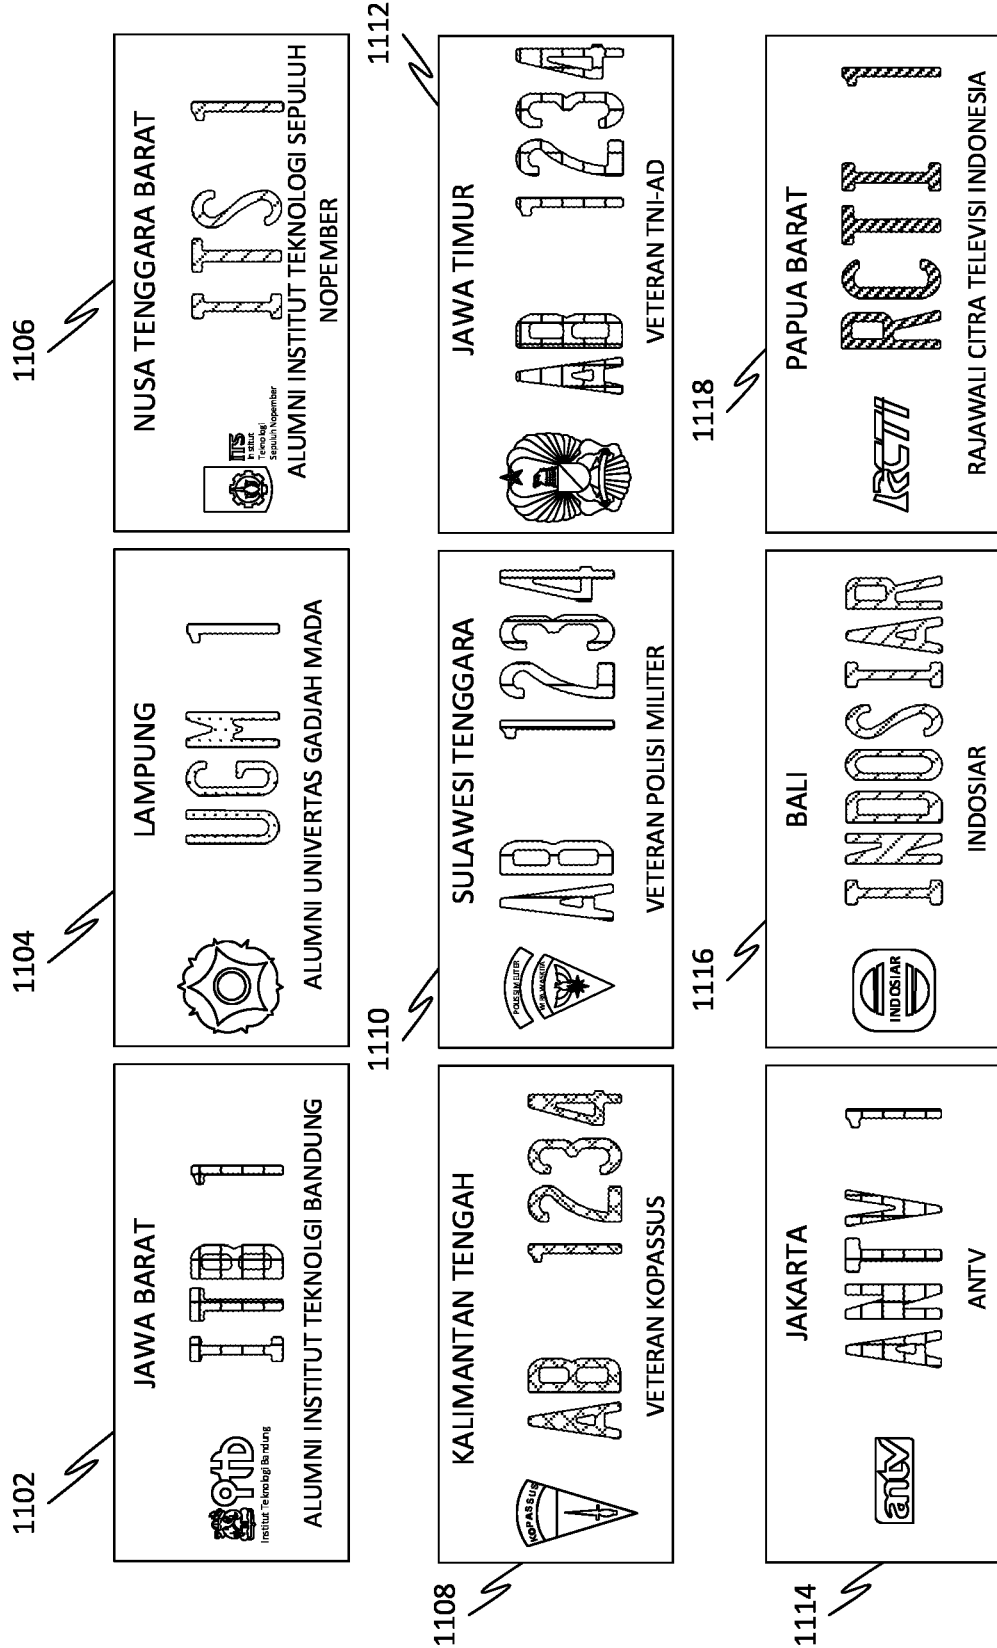 1102
JAWA BARAT
Institut Teknologi Bandung
ITB 1
ALUMNI INSTITUT TEKNOLGI BANDUNG
1104
LAMPUNG
UGM 1
ALUMNI UNIVERTAS GADJAH MADA
1106
NUSA TENGGARA BARAT
ITS
Institut
Teknologi
Sepuluh Nopember
ITS 1
ALUMNI INSTITUT TEKNOLOGI SEPULUH
NOPEMBER
1108
KALIMANTAN TENGAH
KOPASSUS
AB 1234
VETERAN KOPASSUS
1110
SULAWESI TENGGARA
AB 1234
VETERAN POLISI MILITER
1112
JAWA TIMUR
AB 1234
VETERAN TNI-AD
1114
JAKARTA
antv
ANTV 1
ANTV
1116
BALI
INDOSIAR
INDOSIAR
INDOSIAR
1118
PAPUA BARAT
RCTI
RCTI 1
RAJAWALI CITRA TELEVISI INDONESIA